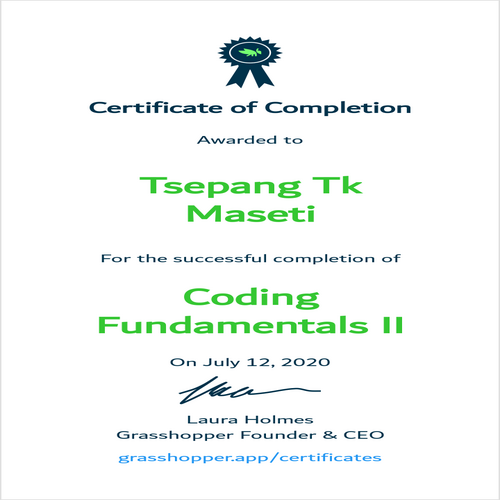 Certificate of Completion
Awarded to
Tsepang Tk
Maseti
For the successful completion of
Coding
Fundamentals II
On July 12, 2020
Laura Holmes
Grasshopper Founder & CEO
grasshopper.app/certificates